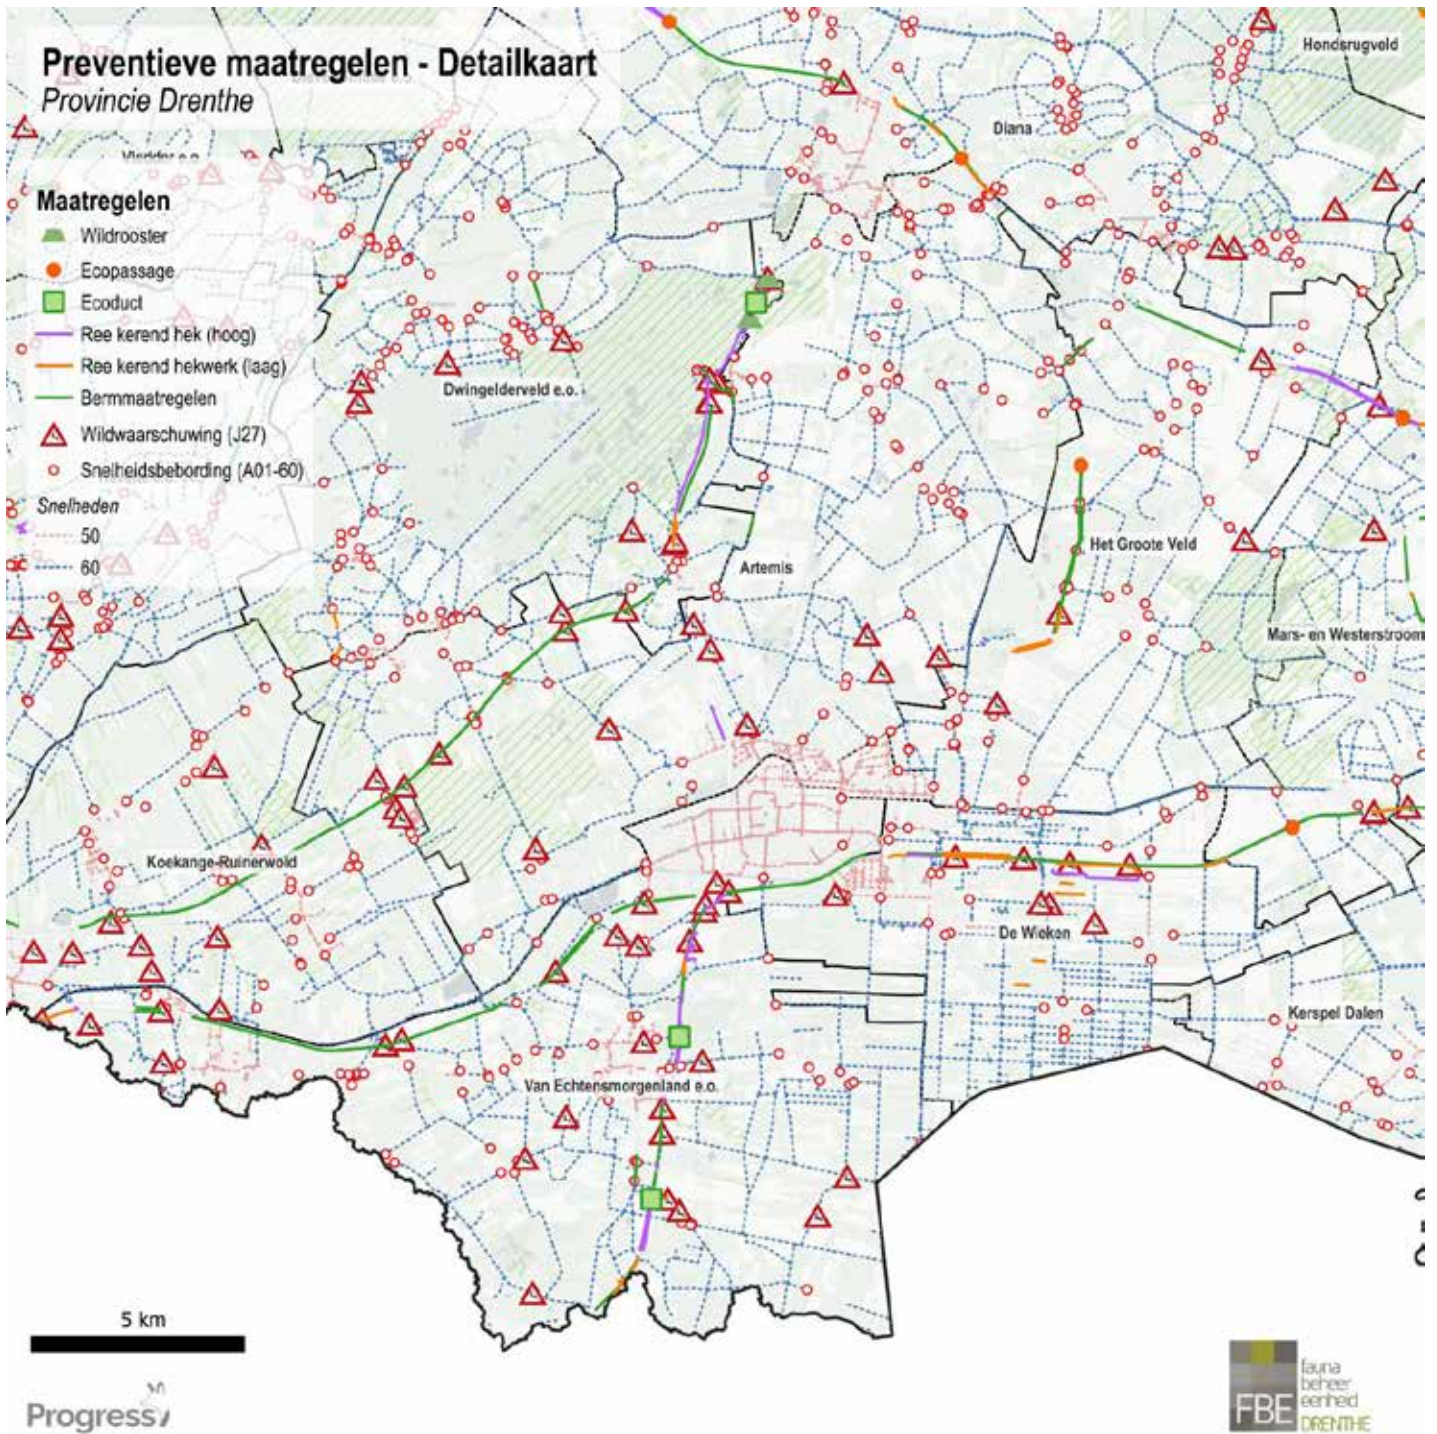 Preventieve maatregelen - Detailkaart
Provincie Drenthe
Hondsrugveld
Diana
Maatregelen
Wildrooster
Ecopassage
Ecoduct
Ree kerend hek (hoog)
Ree kerend hekwerk (laag)
Bermmaatregelen
Wildwaarschuwing (J27)
Snelheidsbebording (A01-60)
Snelheden
50
60
Dwingelderveld e.o.
Het Groote Veld
Artemis
Mars- en Westerstroom
Koekange-Ruinerwold
De Wieken
Kerspel Dalen
Van Echtensmorgenland e.o.
5 km
Progress
FBE
fauna
beheer
eenheid
DRENTHE